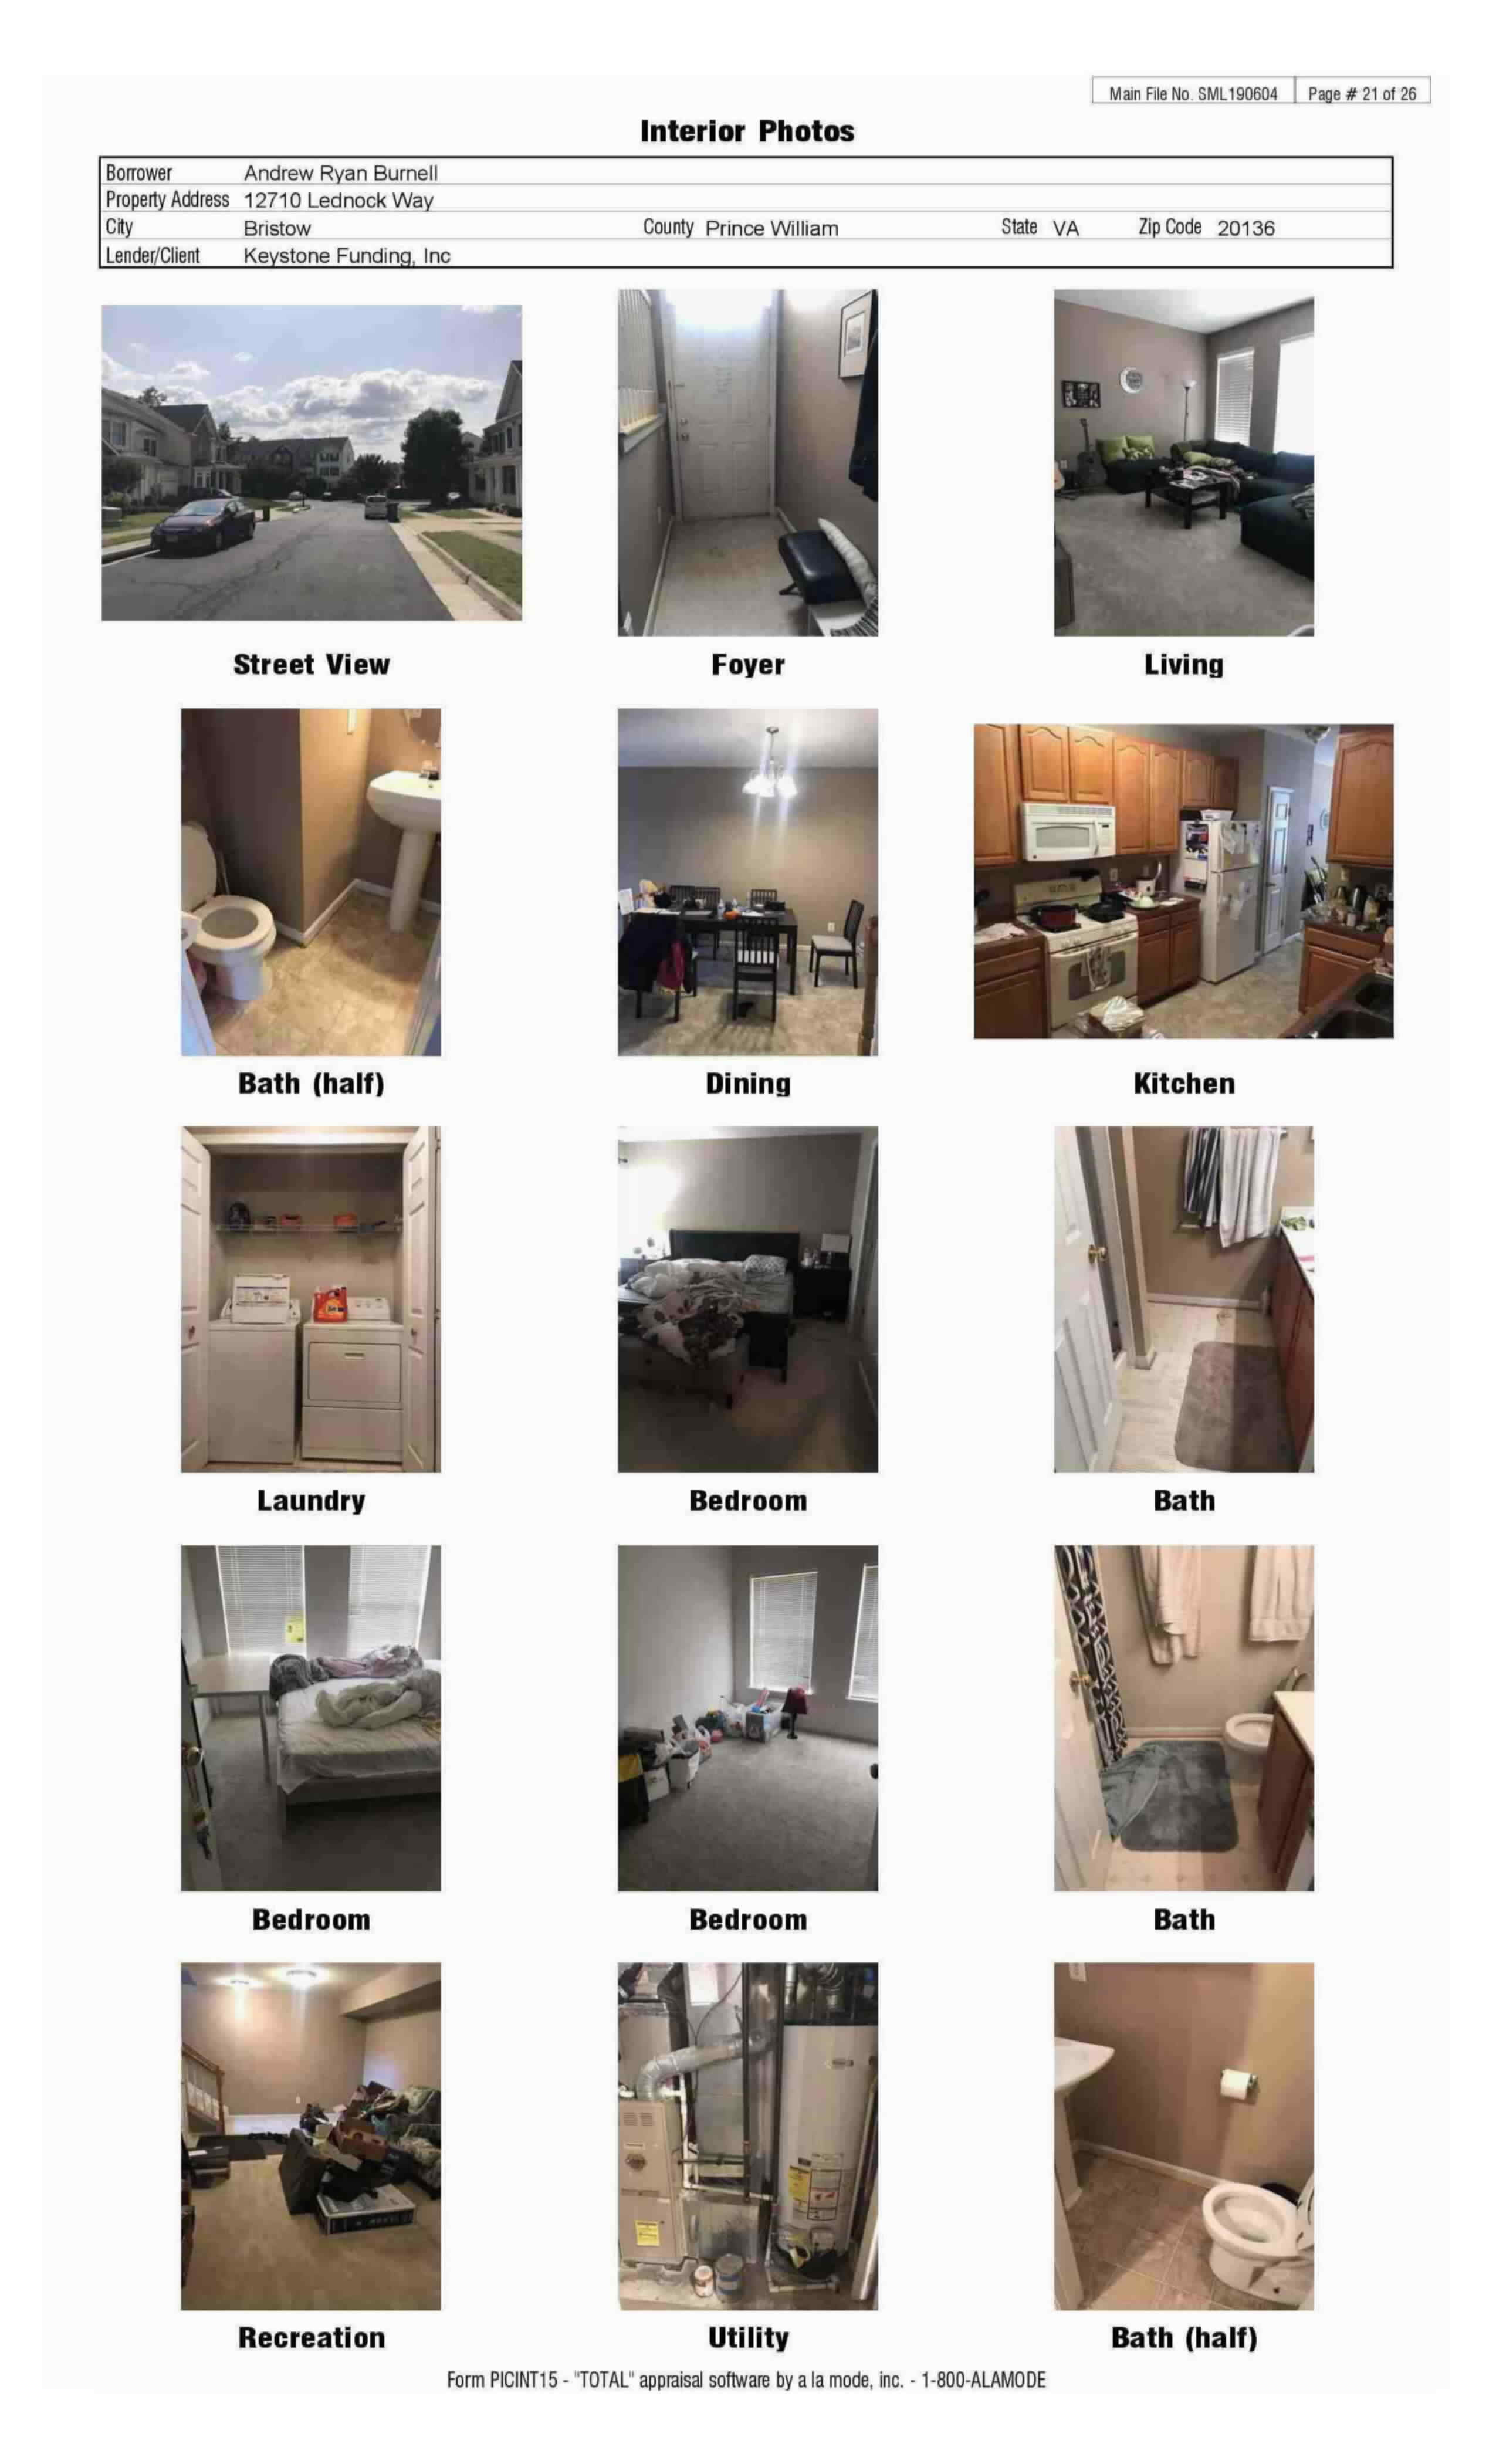 Main File No. SML190604 Page # 21 of 26
Interior Photos
Borrower Andrew Ryan Burnell
Property Address 12710 Lednock Way
City Bristow County Prince William State VA Zip Code 20136
Lender/Client Keystone Funding, Inc
Street View Foyer Living
Bath (half) Dining Kitchen
Laundry Bedroom Bath
Bedroom Bedroom Bath
Recreation Utility Bath (half)
Form PICINT15 - "TOTAL" appraisal software by a la mode, inc. - 1-800-ALAMODE